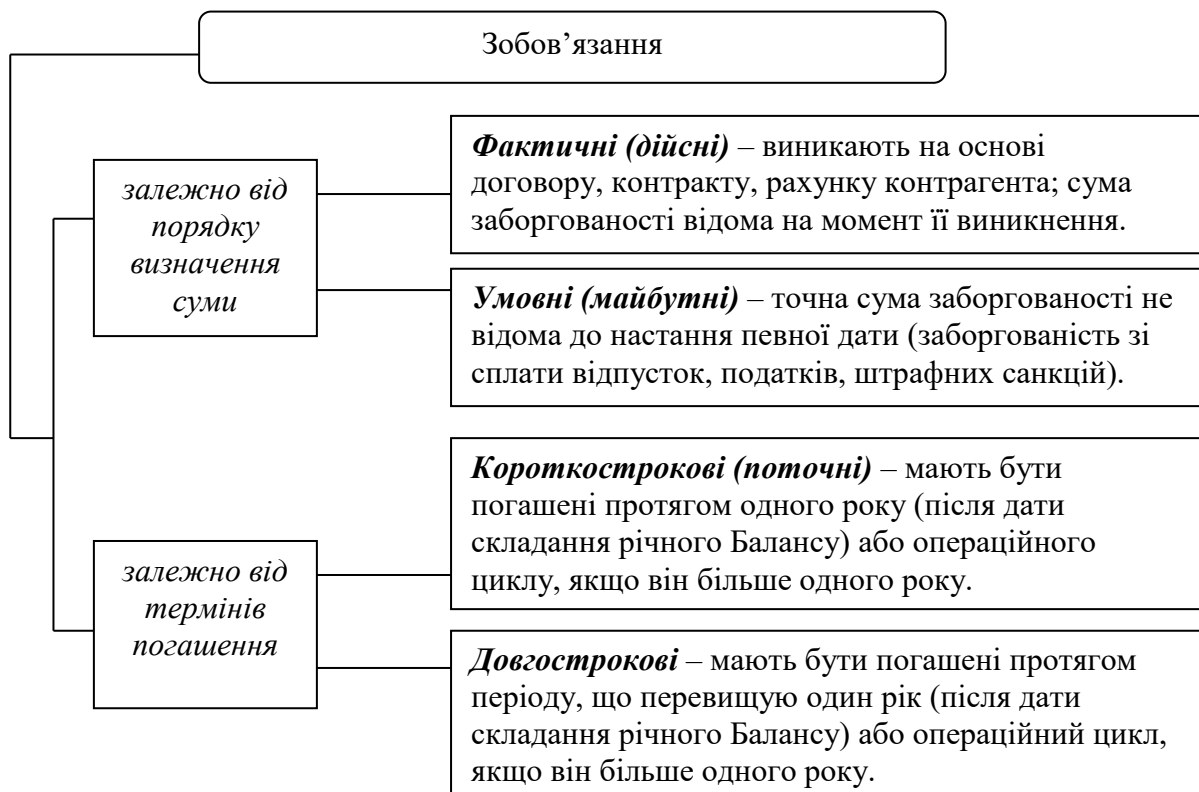 Зобов’язання
залежно від
порядку
визначення
суми
Фактичні (дійсні) – виникають на основі
договору, контракту, рахунку контрагента; сума
заборгованості відома на момент її виникнення.
Умовні (майбутні) – точна сума заборгованості не
відома до настання певної дати (заборгованість зі
сплати відпусток, податків, штрафних санкцій).
залежно від
термінів
погашення
Короткострокові (поточні) – мають бути
погашені протягом одного року (після дати
складання річного Балансу) або операційного
циклу, якщо він більше одного року.
Довгострокові – мають бути погашені протягом
періоду, що перевищую один рік (після дати
складання річного Балансу) або операційний цикл,
якщо він більше одного року.